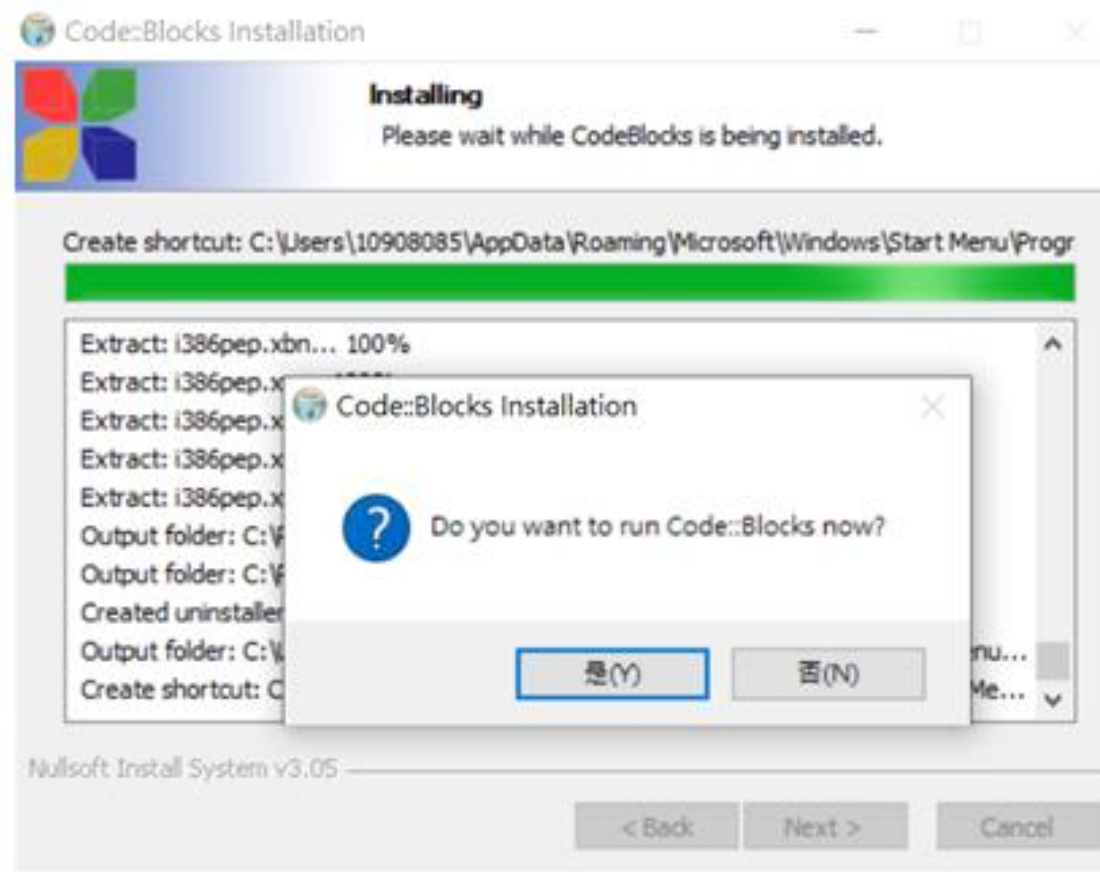 Code::Blocks Installation
Installing
Please wait while CodeBlocks is being installed.
Create shortcut: C:\Users\10908085\AppData\Roaming\Microsoft\Windows\Start Menu\Progr
Extract: i386pep.xbn... 100%
Extract: i386pep.x
Extract: i386pep.x
Extract: i386pep.x
Extract: i386pep.x
Output folder: C:\
Output folder: C:\
Created uninstaller
Output folder: C:\
enu...
Create shortcut: C
Me...
Code::Blocks Installation
Do you want to run Code::Blocks now?
是(Y)
否(N)
Nullsoft Install System v3.05
< Back
Next >
Cancel